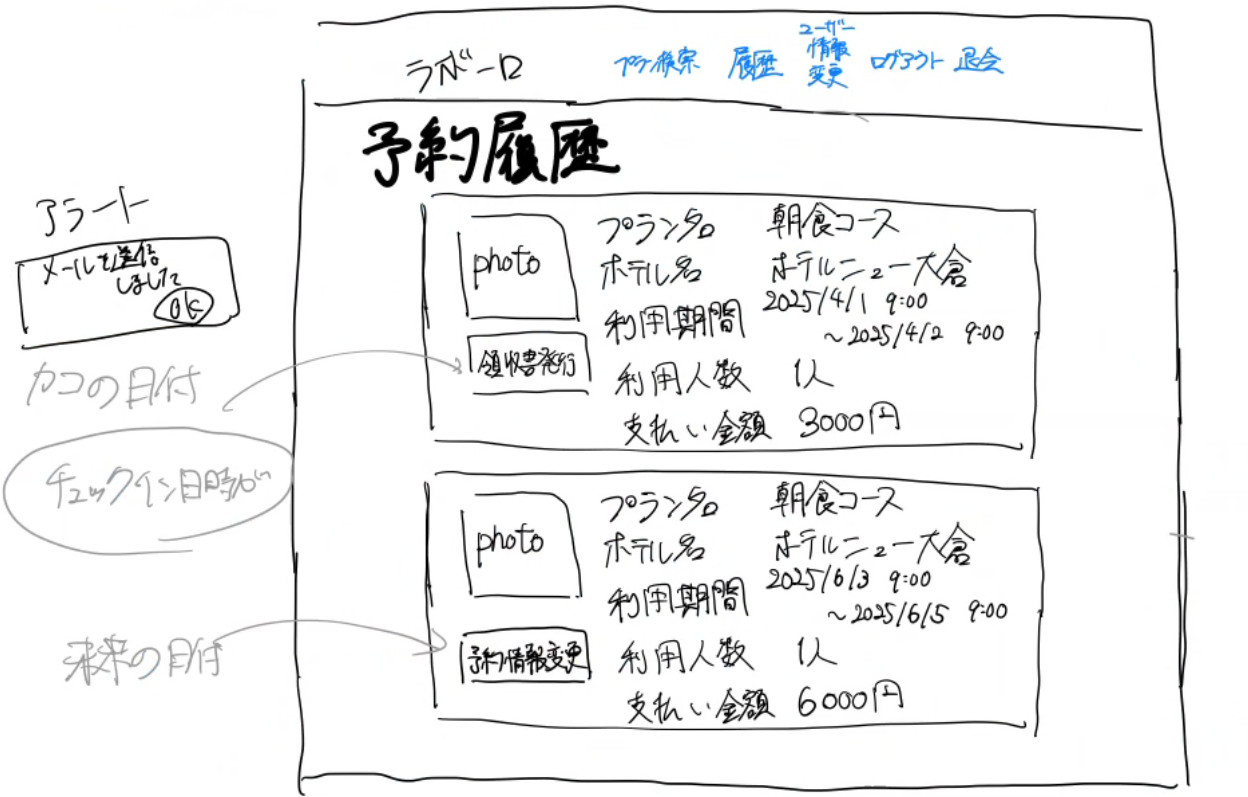 ラボーロ
プラン検索 履歴 ユーザー情報変更 ログアウト 退会
予約履歴
アラート
メールを送信
しました
OK
カコの日付
チェックイン日時が
未来の日付
photo
領収書発行
プラン名 朝食コース
ホテル名 ホテルニュー大倉
利用期間 2025/4/1 9:00
～2025/4/2 9:00
利用人数 1人
支払い金額 3000円
photo
予約情報変更
プラン名 朝食コース
ホテル名 ホテルニュー大倉
利用期間 2025/6/3 9:00
～2025/6/5 9:00
利用人数 1人
支払い金額 6000円